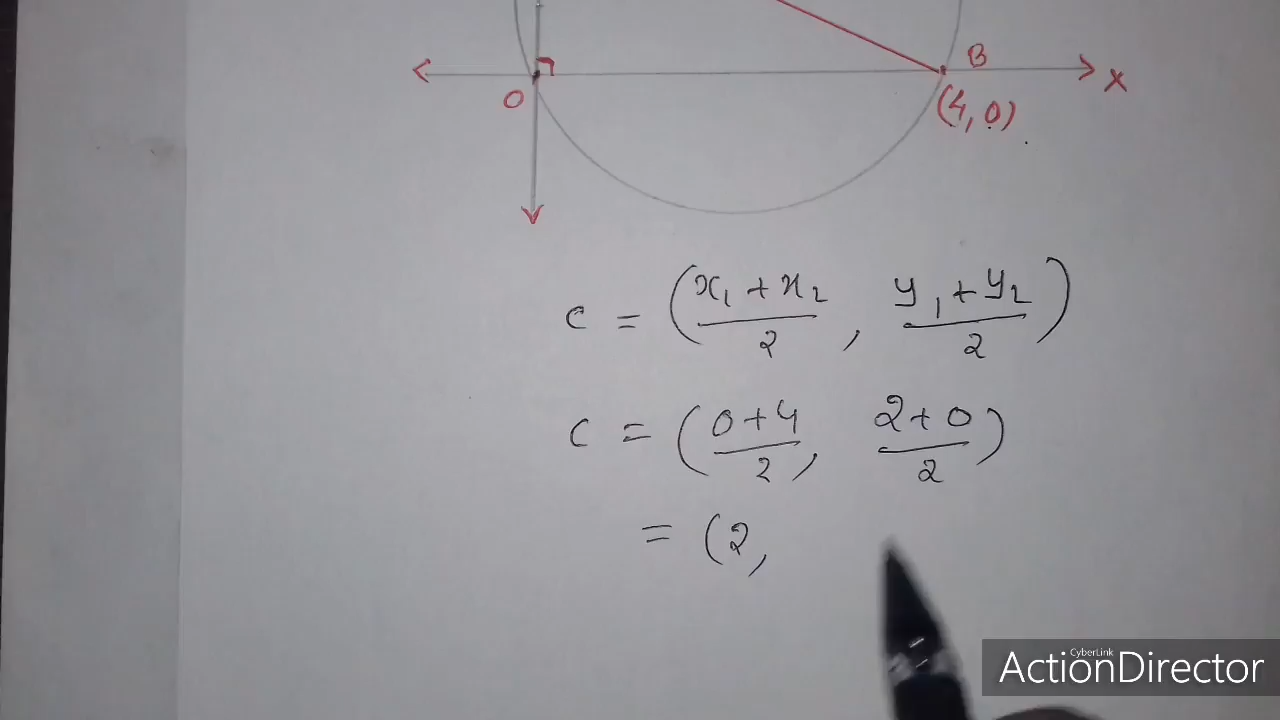 B
X
O
(4,0)
C = (x₁+x₂/2, y₁+y₂/2)
C = (0+4/2, 2+0/2)
= (2,
CyberLink
ActionDirector